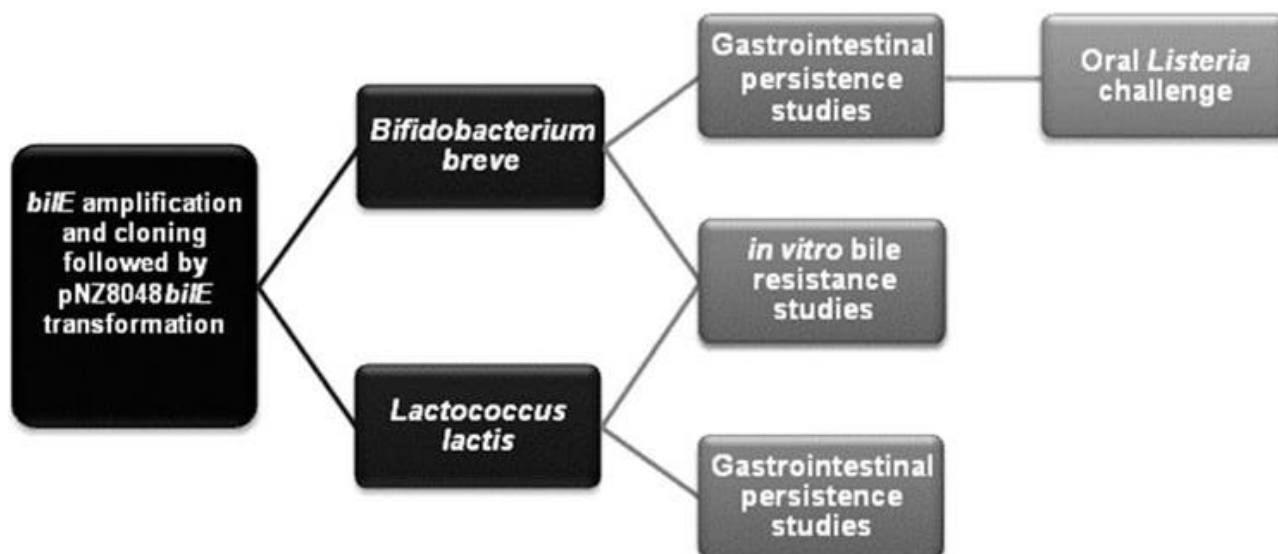 bilE amplification
and cloning
followed by
pNZ8048bilE
transformation
Bifidobacterium
breve
Lactococcus
lactis
Gastrointestinal
persistence
studies
Oral Listeria
challenge
in vitro bile
resistance
studies
Gastrointestinal
persistence
studies